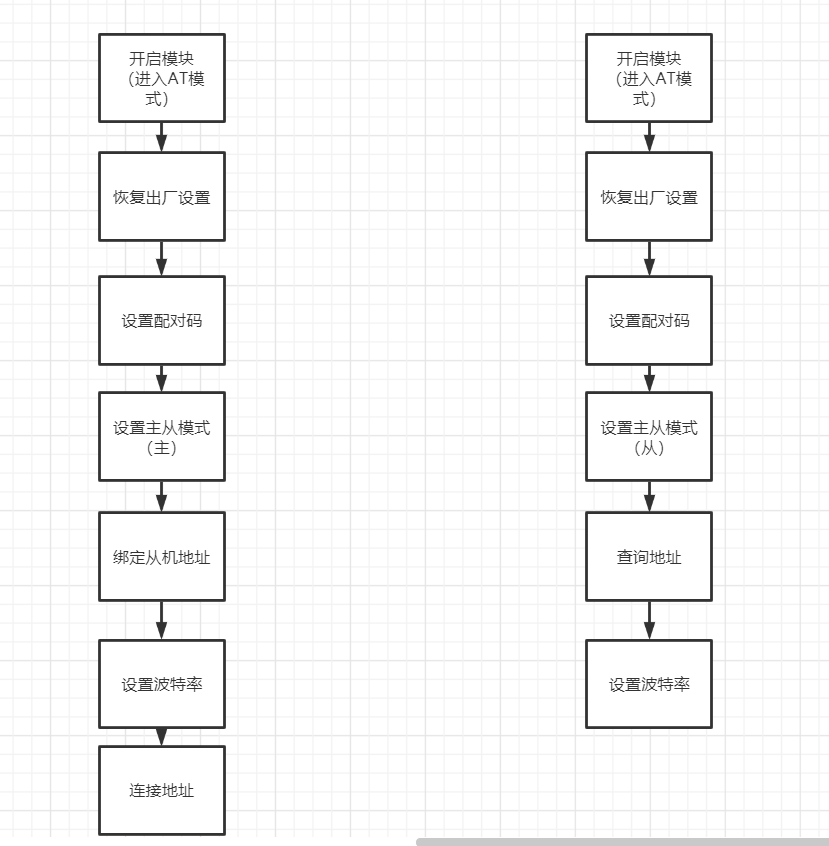 开启模块
（进入AT模
式）
恢复出厂设置
设置配对码
设置主从模式
（主）
绑定从机地址
设置波特率
连接地址
开启模块
（进入AT模
式）
恢复出厂设置
设置配对码
设置主从模式
（从）
查询地址
设置波特率